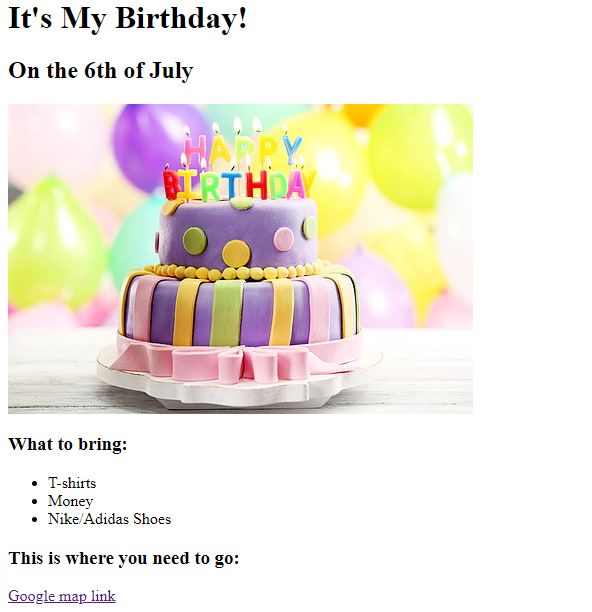 It's My Birthday!
On the 6th of July
HAPPY
BIRTHDAY
What to bring:
T-shirts
Money
Nike/Adidas Shoes
This is where you need to go:
Google map link